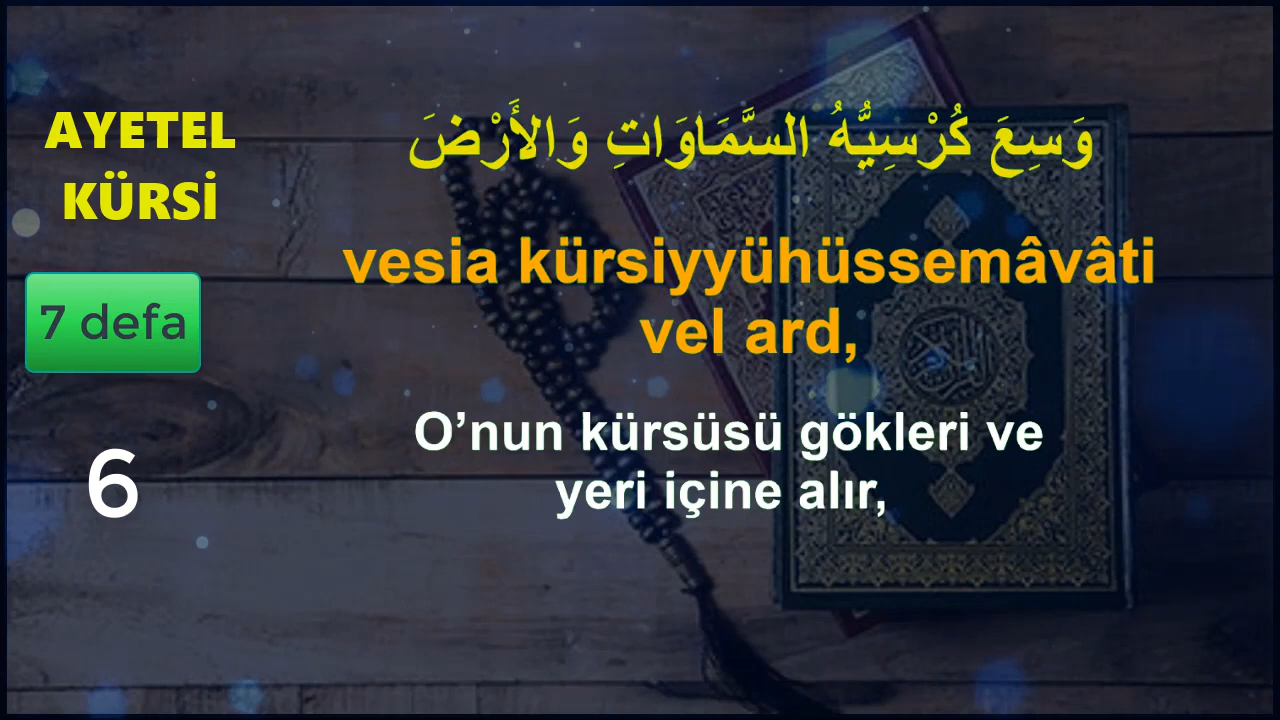 AYETEL
KÜRSİ
7 defa
6
وَسِعَ كُرْسِيُّهُ السَّمَاوَاتِ وَالأَرْضَ
vesia kürsiyyühüssemâvâti
vel ard,
O’nun kürsüsü gökleri ve
yeri içine alır,